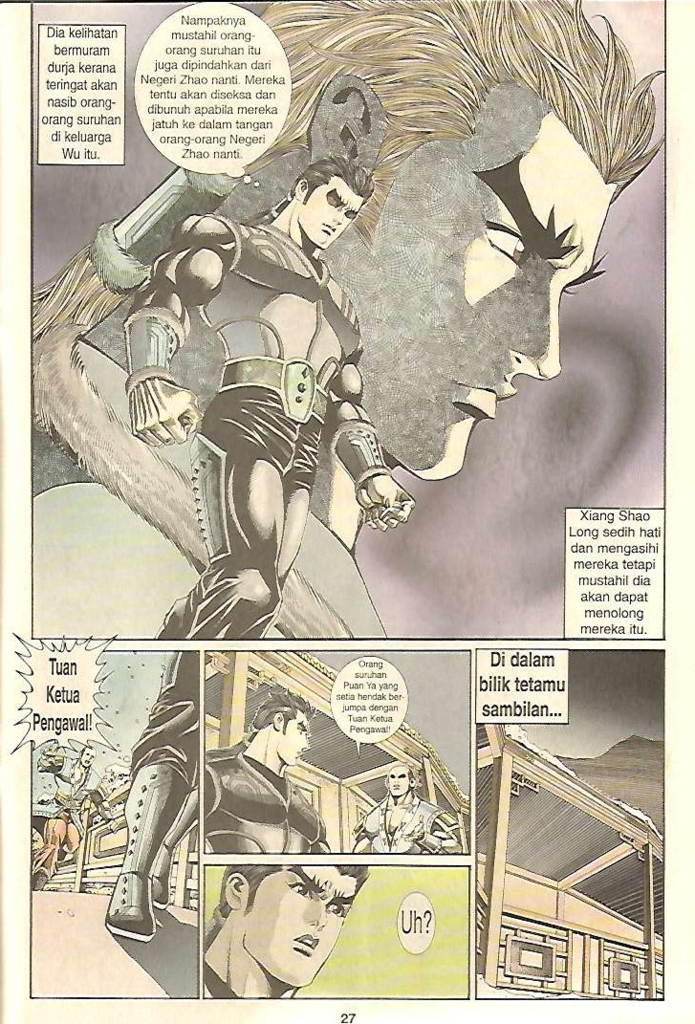 Dia kelihatan
bermuram
durja kerana
teringat akan
nasib orang-
orang suruhan
di keluarga
Wu itu.
Nampaknya
mustahil orang-
orang suruhan itu
juga dipindahkan dari
Negeri Zhao nanti. Mereka
tentu akan diseksa dan
dibunuh apabila mereka
jatuh ke dalam tangan
orang-orang Negeri
Zhao nanti.
Xiang Shao
Long sedih hati
dan mengasihi
mereka tetapi
mustahil dia
akan dapat
menolong
mereka itu.
Tuan
Ketua
Pengawal!
Orang
suruhan
Puan Ya yang
setia hendak ber-
jumpa dengan
Tuan Ketua
Pengawal!
Uh?
Di dalam
bilik tetamu
sambilan...
27